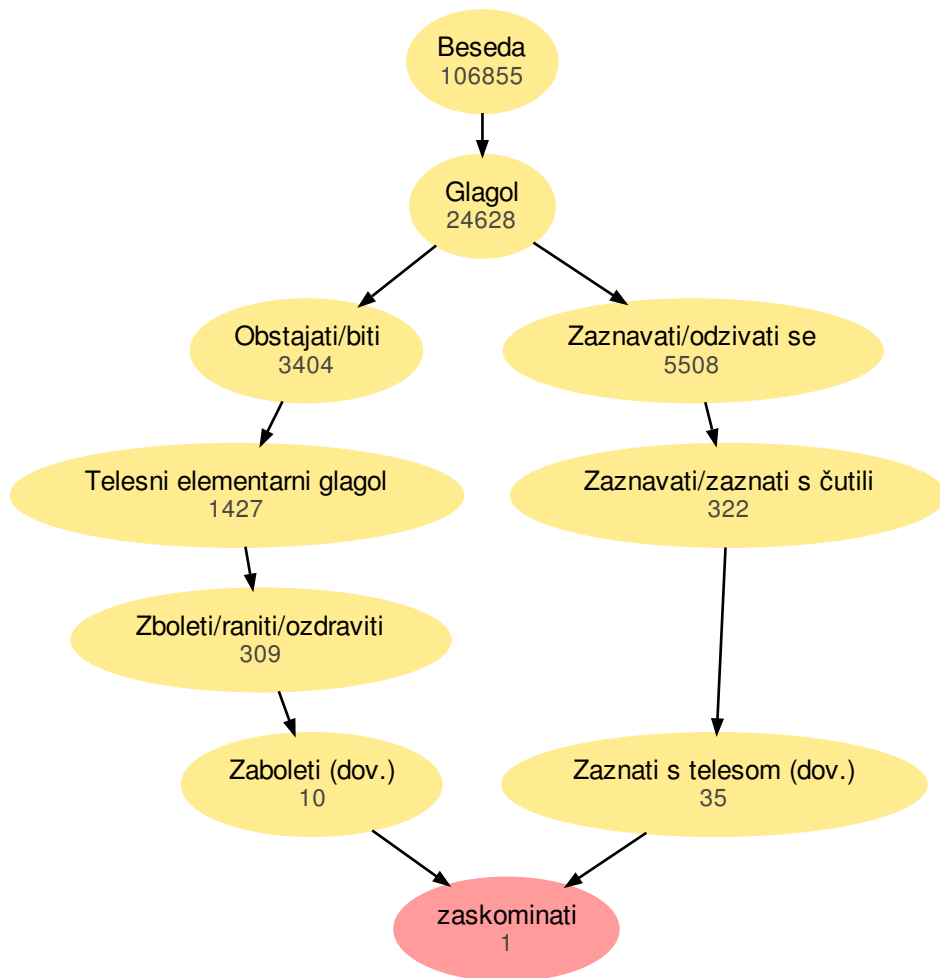 Beseda
106855
Glagol
24628
Obstajati/biti
3404
Zaznavati/odzivati se
5508
Telesni elementarni glagol
1427
Zaznavati/zaznati s čutili
322
Zboleti/raniti/ozdraviti
309
Zaboleti (dov.)
10
Zaznati s telesom (dov.)
35
zaskominati
1